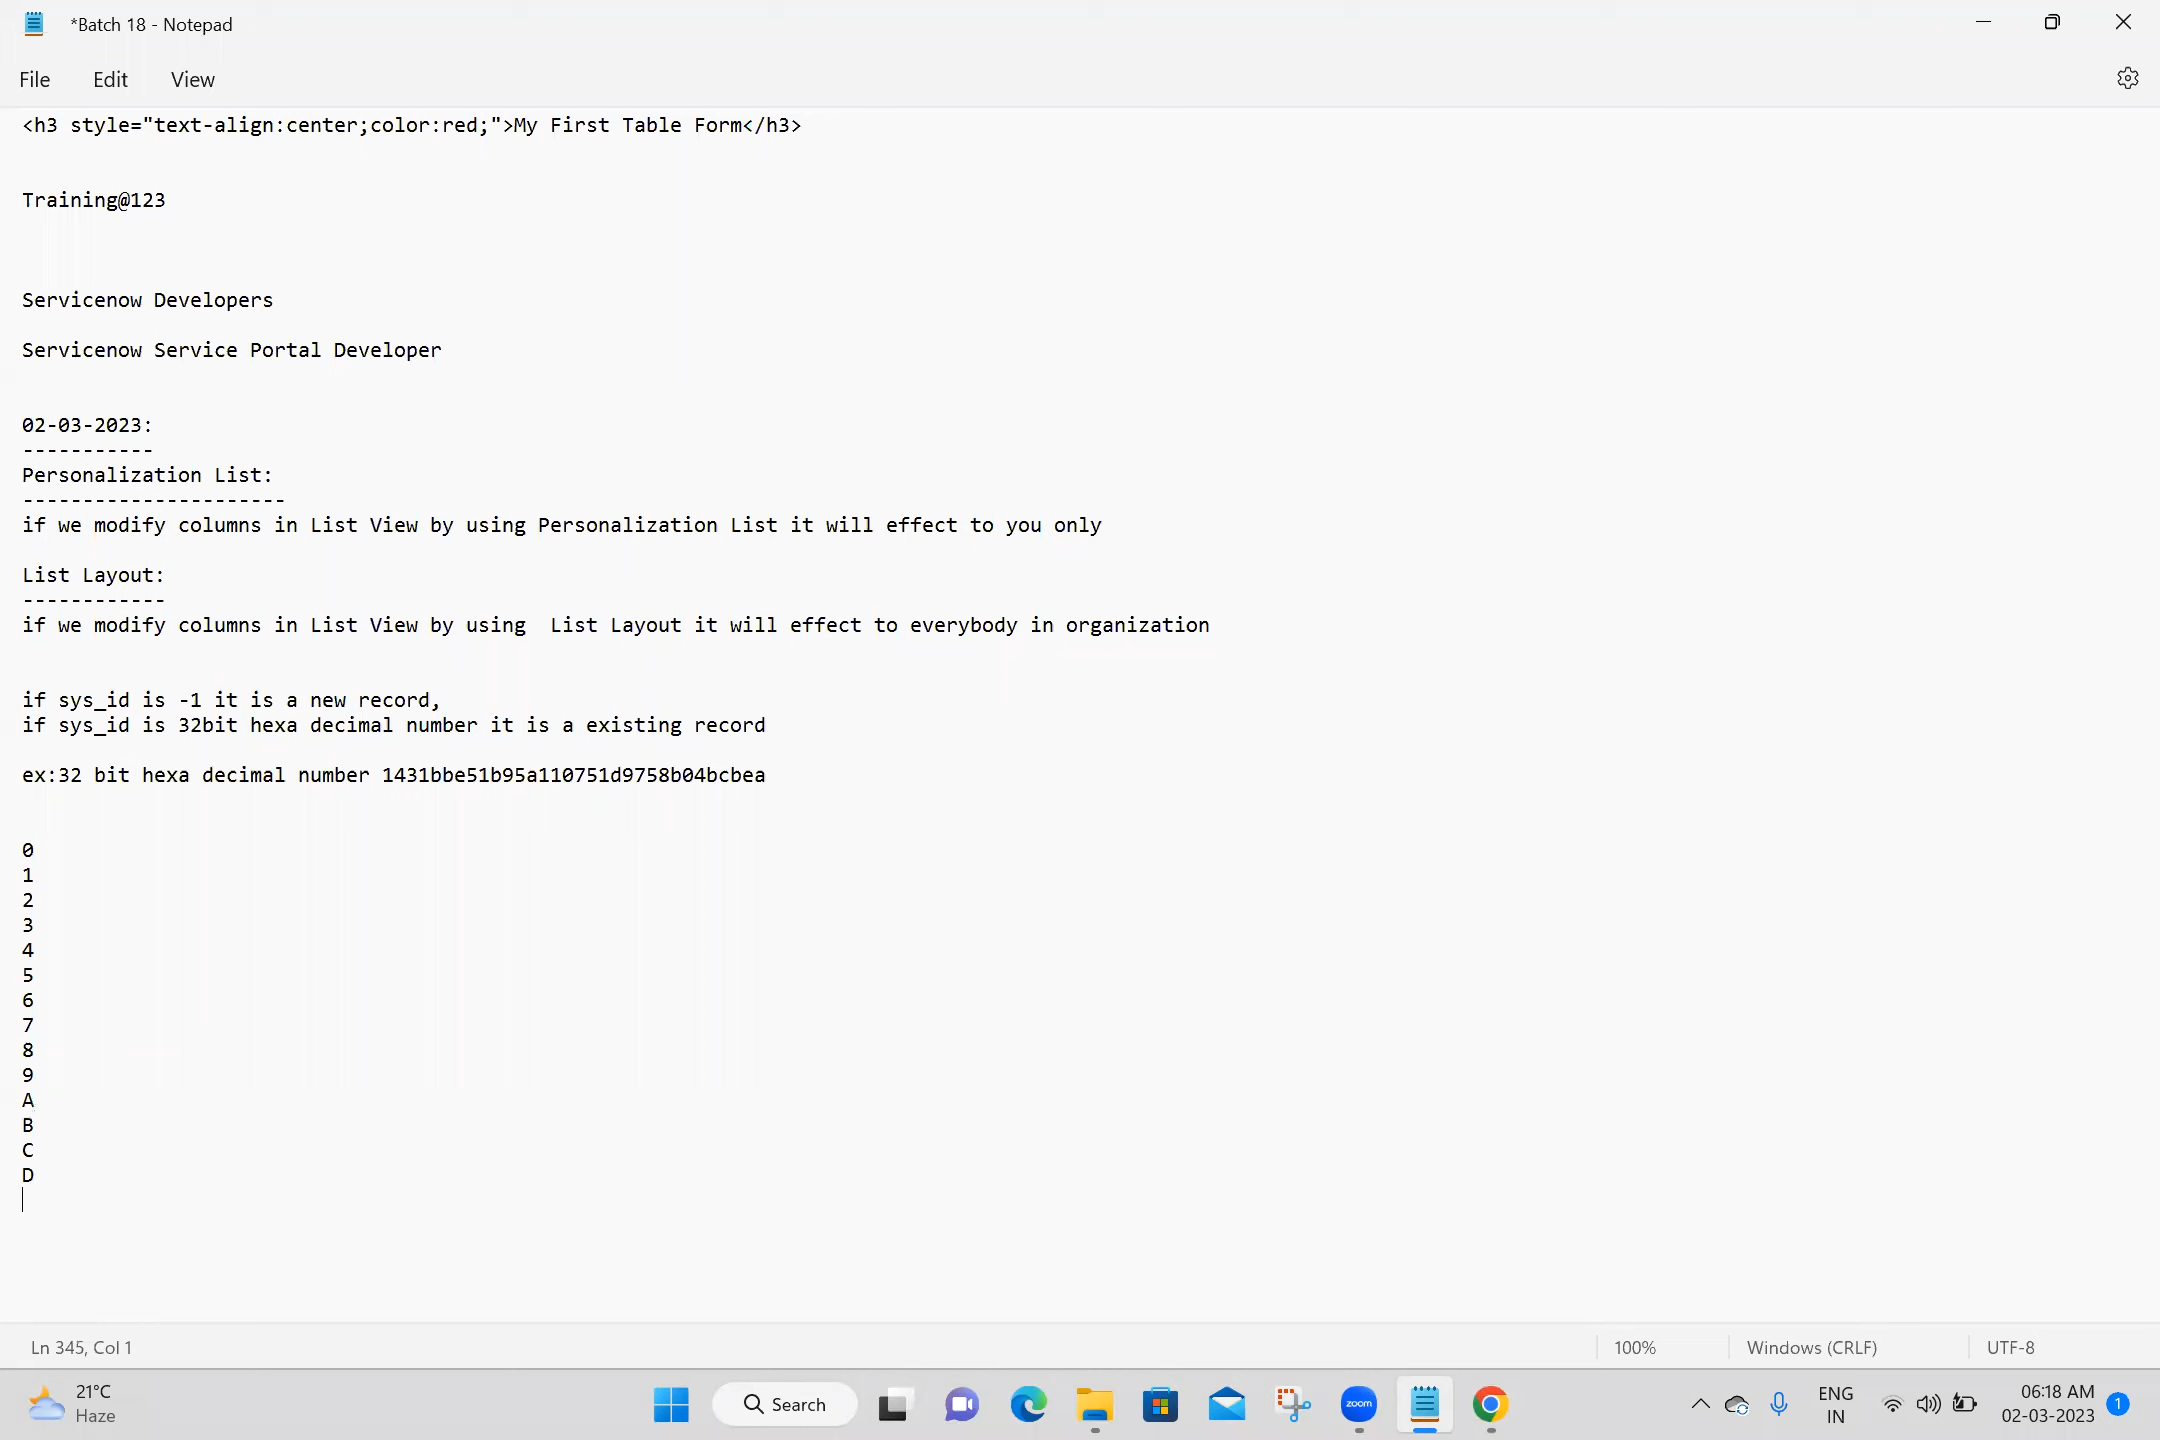 *Batch 18 - Notepad
File Edit View
<h3 style="text-align:center;color:red;">My First Table Form</h3>
Training@123
Servicenow Developers
Servicenow Service Portal Developer
02-03-2023:
-----------
Personalization List:
----------------------
if we modify columns in List View by using Personalization List it will effect to you only
List Layout:
------------
if we modify columns in List View by using  List Layout it will effect to everybody in organization
if sys_id is -1 it is a new record,
if sys_id is 32bit hexa decimal number it is a existing record
ex:32 bit hexa decimal number 1431bbe51b95a110751d9758b04bcbea
0
1
2
3
4
5
6
7
8
9
A
B
C
D
Ln 345, Col 1 100% Windows (CRLF) UTF-8
21°C
Haze
Search
zoom
ENG
IN
06:18 AM
02-03-2023
1